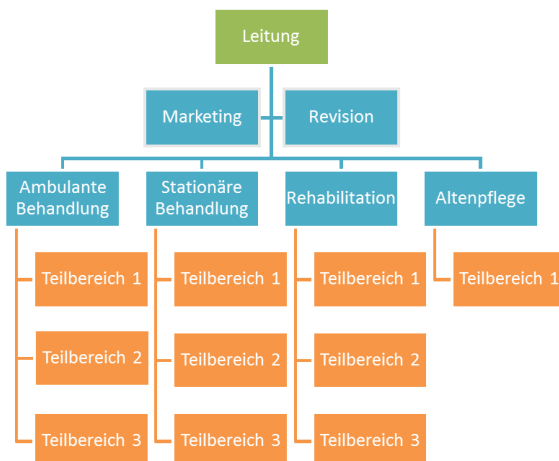 Leitung
Marketing
Revision
Ambulante
Behandlung
Stationäre
Behandlung
Rehabilitation
Altenpflege
Teilbereich 1
Teilbereich 1
Teilbereich 1
Teilbereich 1
Teilbereich 2
Teilbereich 2
Teilbereich 2
Teilbereich 3
Teilbereich 3
Teilbereich 3